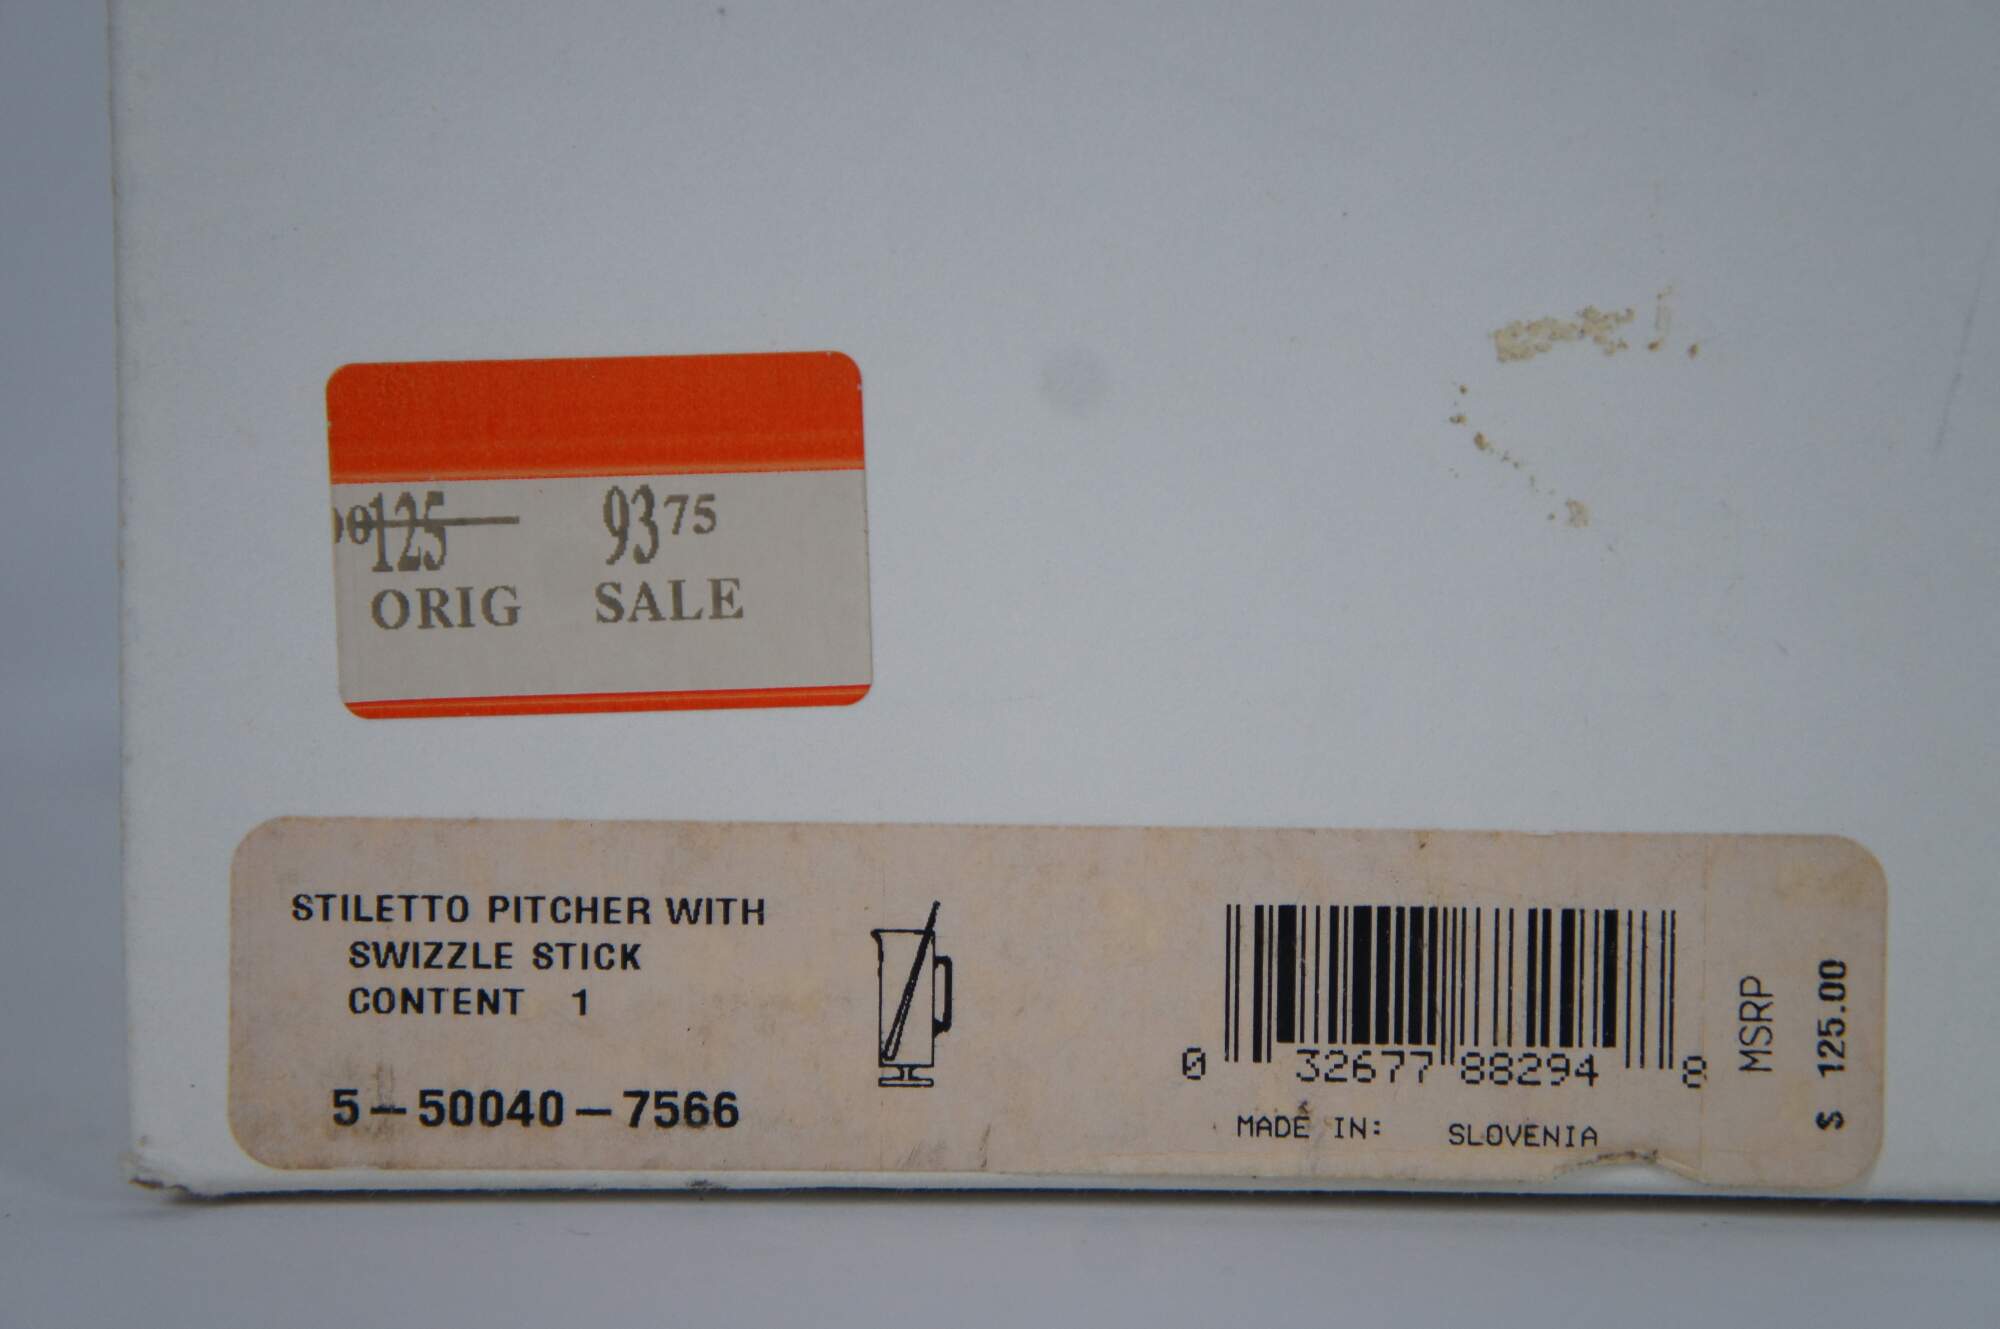 125 93 75
ORIG SALE
STILETTO PITCHER WITH
SWIZZLE STICK
CONTENT 1
5-50040-7566
0 32677 88294 8
MADE IN: SLOVENIA
MSRP
$ 125.00